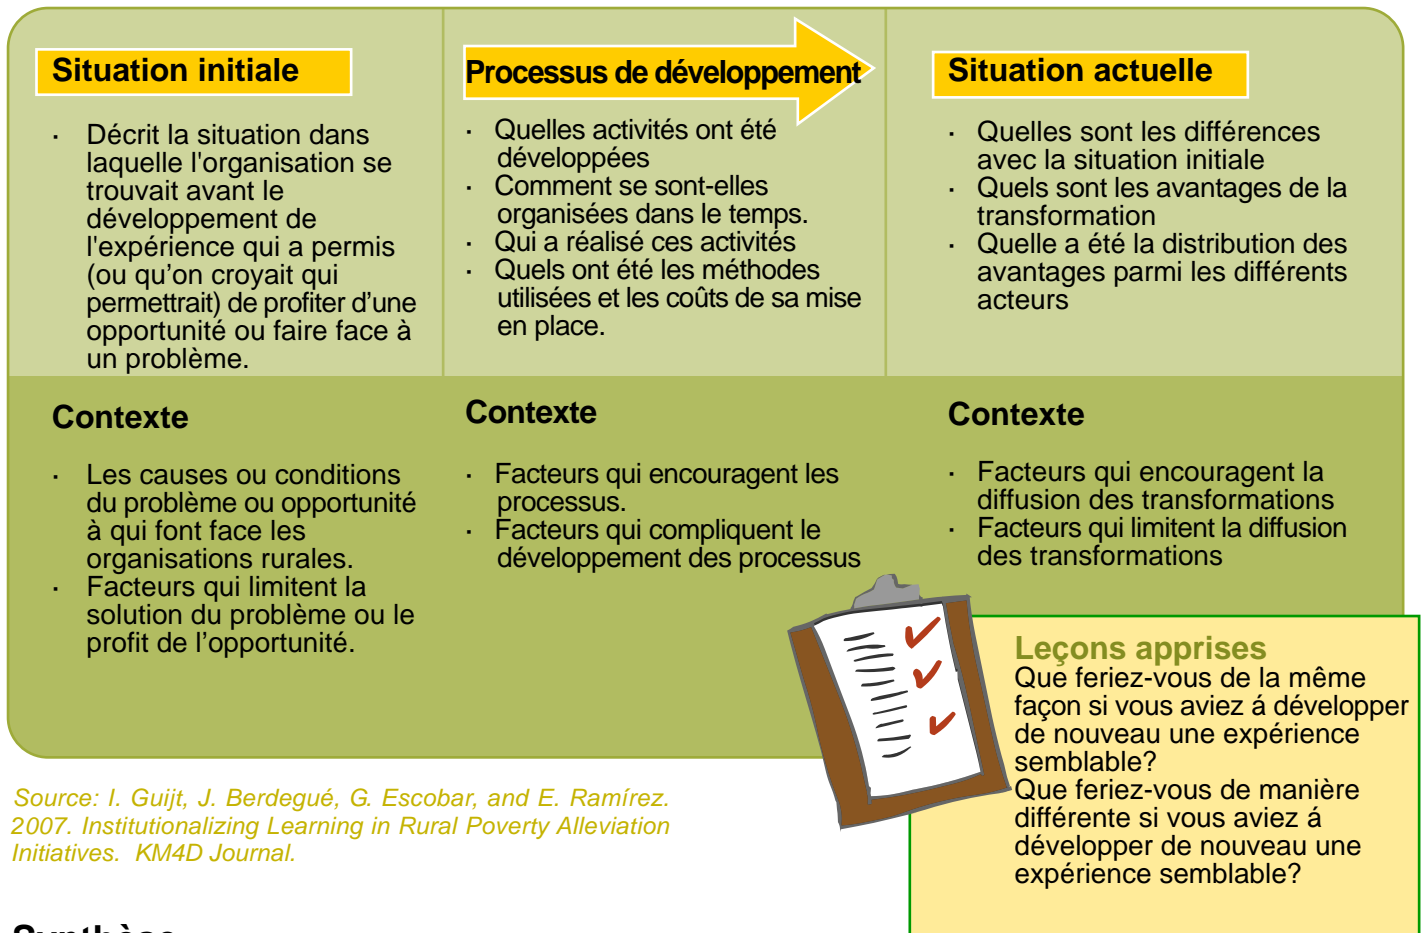 Situation initiale
· Décrit la situation dans
laquelle l'organisation se
trouvait avant le
développement de
l'expérience qui a permis
(ou qu'on croyait qui
permettrait) de profiter d’une
opportunité ou faire face à
un problème.
Processus de développement
· Quelles activités ont été
développées
· Comment se sont-elles
organisées dans le temps.
· Qui a réalisé ces activités
· Quels ont été les méthodes
utilisées et les coûts de sa mise
en place.
Situation actuelle
· Quelles sont les différences
avec la situation initiale
· Quels sont les avantages de la
transformation
· Quelle a été la distribution des
avantages parmi les différents
acteurs
Contexte
· Les causes ou conditions
du problème ou opportunité
à qui font face les
organisations rurales.
· Facteurs qui limitent la
solution du problème ou le
profit de l’opportunité.
Contexte
· Facteurs qui encouragent les
processus.
· Facteurs qui compliquent le
développement des processus
Contexte
· Facteurs qui encouragent la
diffusion des transformations
· Facteurs qui limitent la diffusion
des transformations
Leçons apprises
Que feriez-vous de la même
façon si vous aviez á développer
de nouveau une expérience
semblable?
Que feriez-vous de manière
différente si vous aviez á
développer de nouveau une
expérience semblable?
Source: I. Guijt, J. Berdegué, G. Escobar, and E. Ramírez.
2007. Institutionalizing Learning in Rural Poverty Alleviation
Initiatives. KM4D Journal.
Synthèse